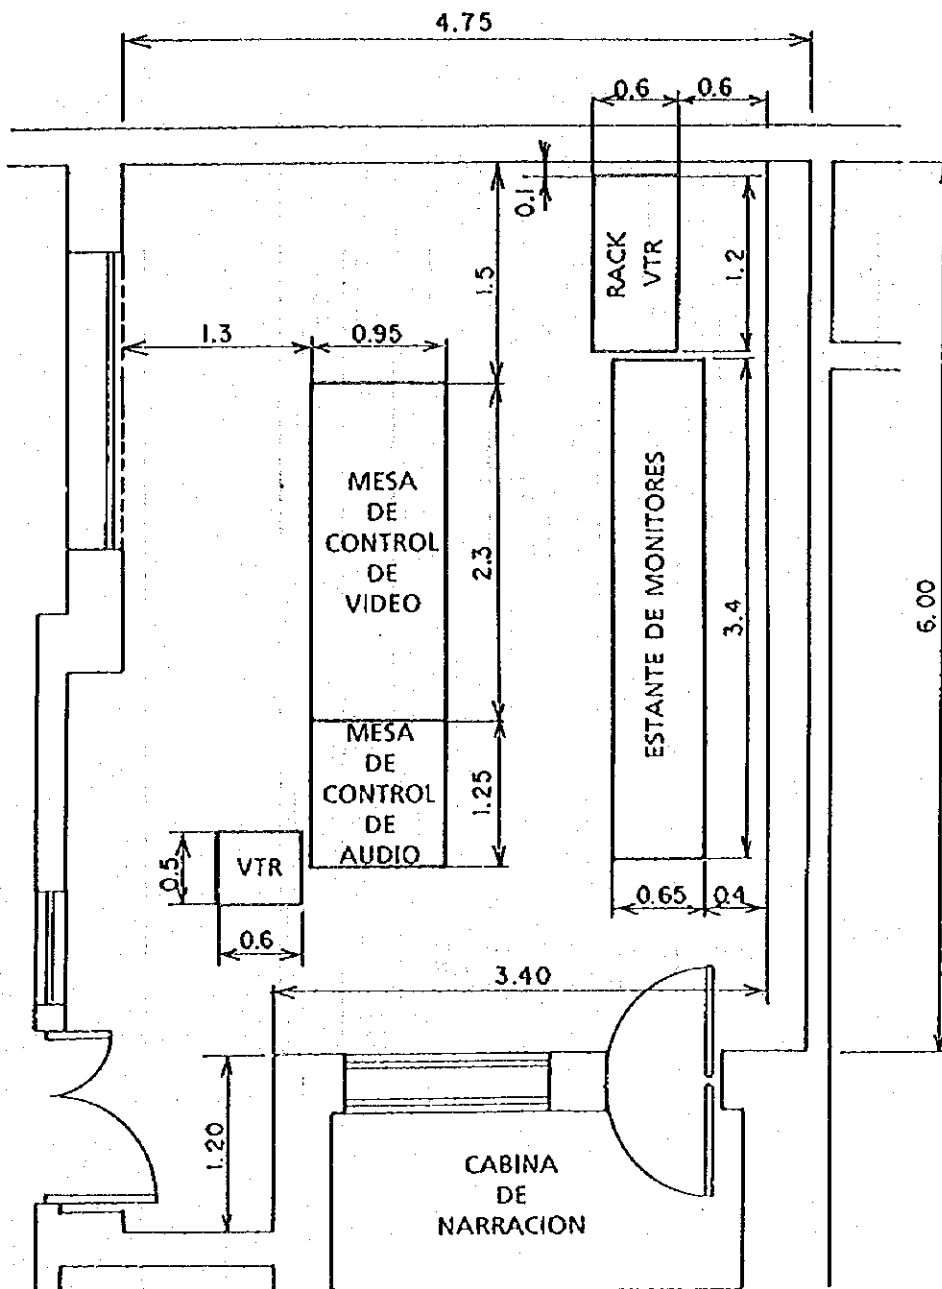 4.75
0.6
0.6
0.1
RACK
VTR
1.2
1.5
1.3
0.95
MESA
DE
CONTROL
DE
VIDEO
2.3
ESTANTE DE MONITORES
3.4
6.00
MESA
DE
CONTROL
DE
AUDIO
1.25
VTR
0.5
0.6
0.65
0.4
3.40
1.20
CABINA
DE
NARRACION